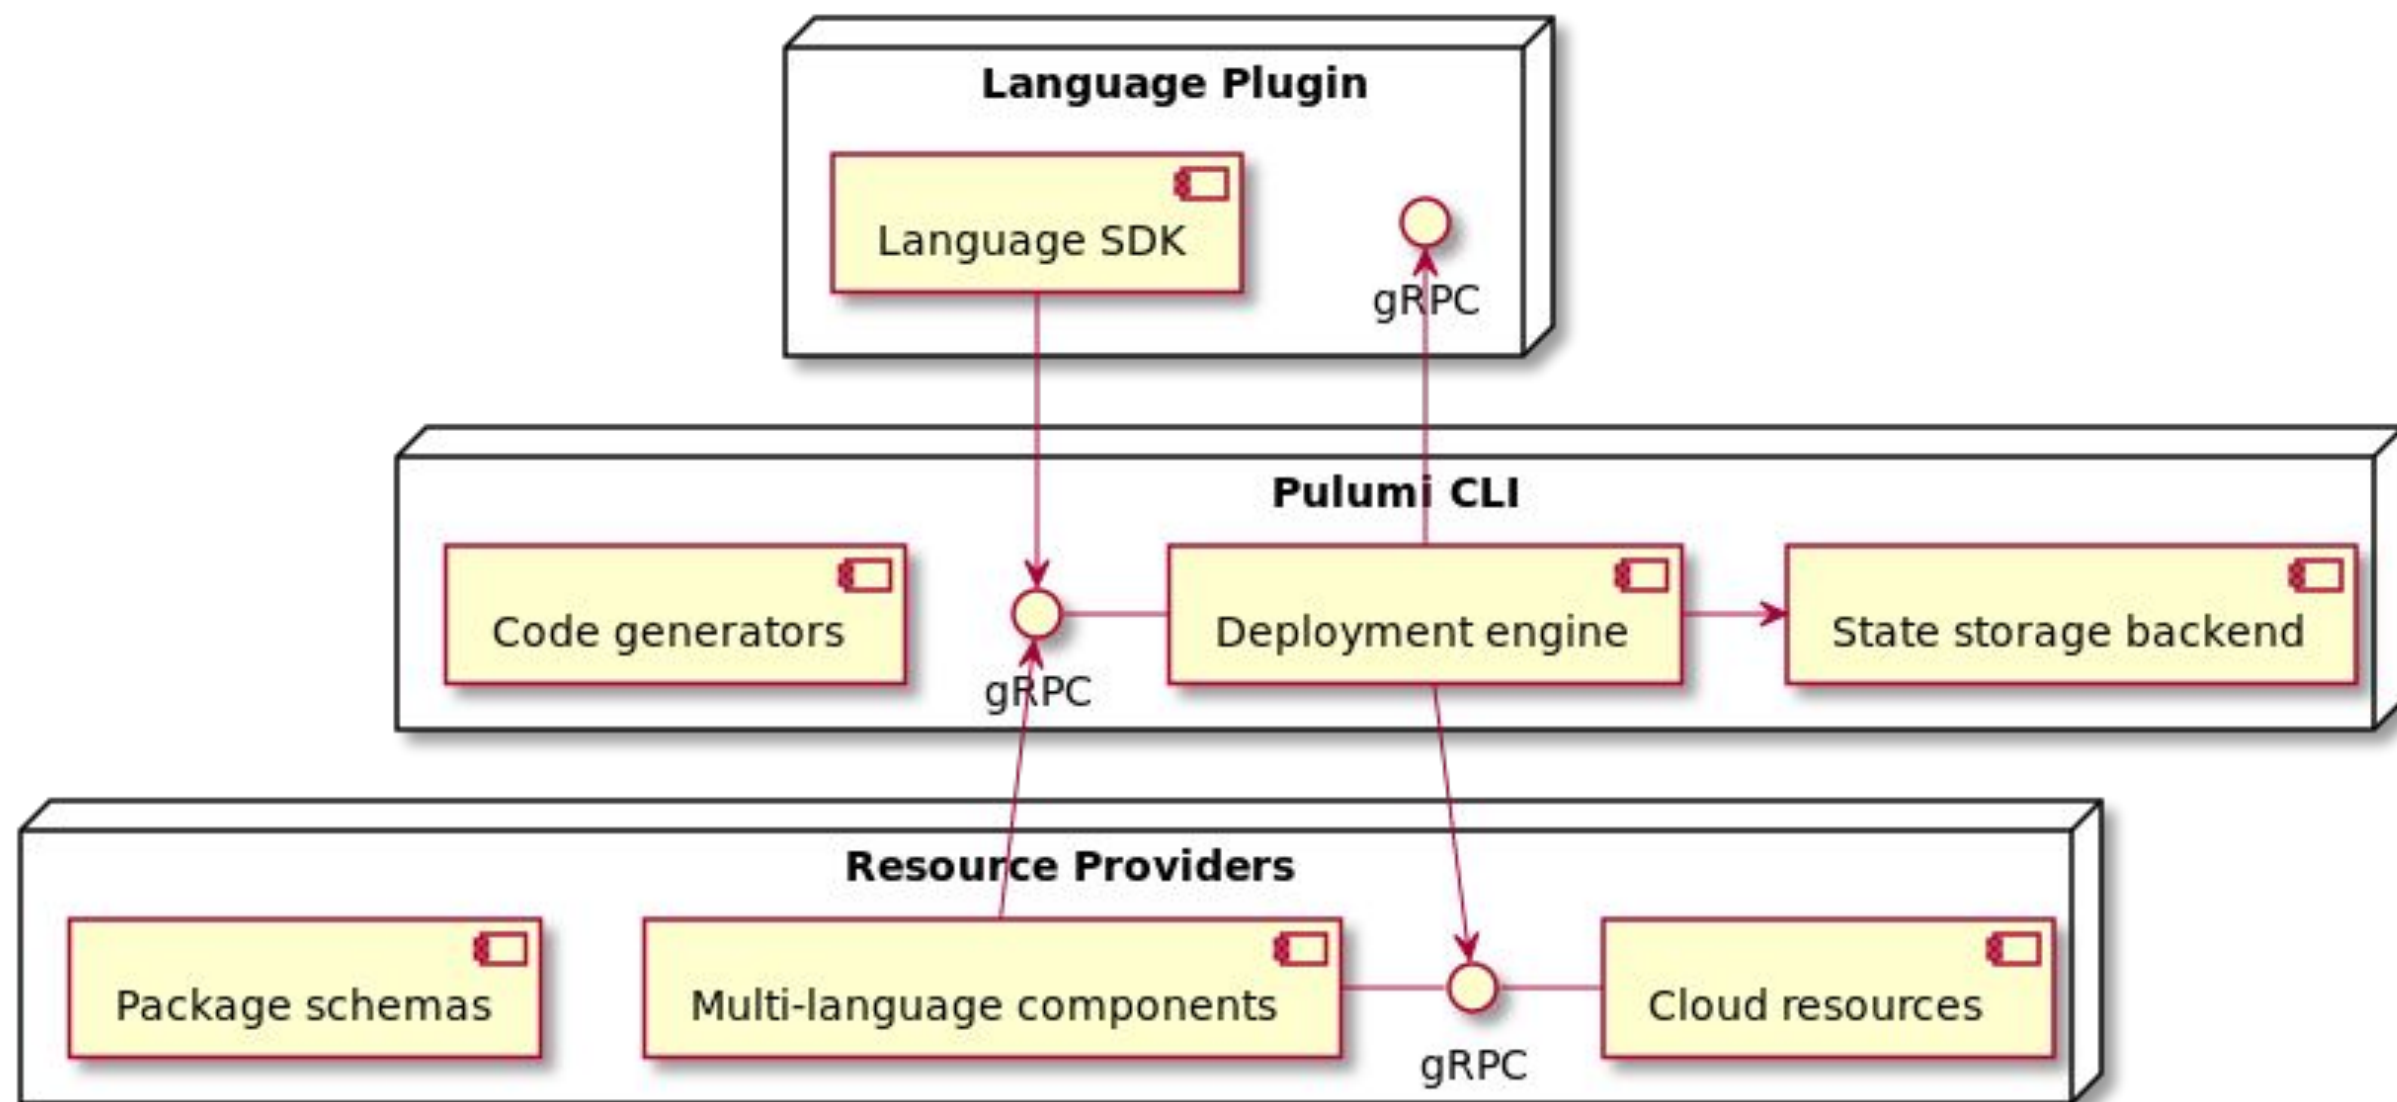 Language Plugin
Language SDK
gRPC
Pulumi CLI
Code generators
gRPC
Deployment engine
State storage backend
Resource Providers
Package schemas
Multi-language components
gRPC
Cloud resources